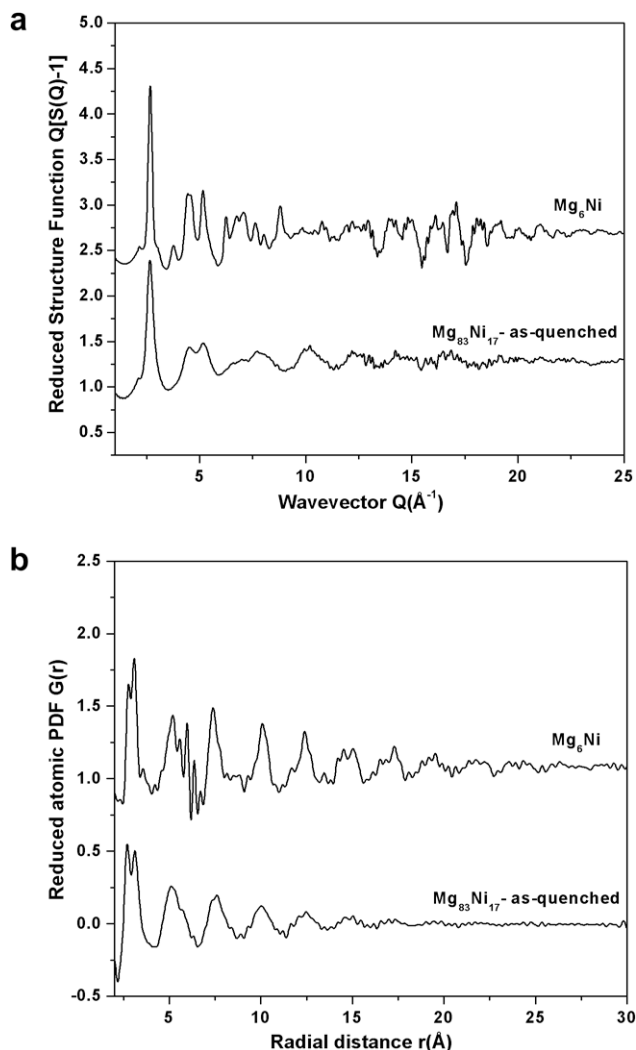 a
Reduced Structure Function Q[S(Q)-1]
5.0
4.5
4.0
3.5
3.0
2.5
2.0
1.5
1.0
0.5
Mg₆Ni
Mg₈₃Ni₁₇- as-quenched
5 10 15 20 25
Wavevector Q(Å⁻¹)
b
Reduced atomic PDF G(r)
2.5
2.0
1.5
1.0
0.5
0.0
-0.5
Mg₆Ni
Mg₈₃Ni₁₇- as-quenched
5 10 15 20 25 30
Radial distance r(Å)